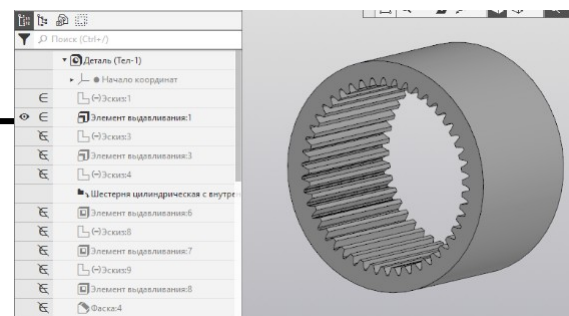 Поиск (Ctrl+/)
Деталь (Тел-1)
Начало координат
(-)Эскиз:1
Элемент выдавливания:1
(-)Эскиз:3
Элемент выдавливания:3
(-)Эскиз:4
Шестерня цилиндрическая с внутре
Элемент выдавливания:6
(-)Эскиз:8
Элемент выдавливания:7
(-)Эскиз:9
Элемент выдавливания:8
Фаска:4